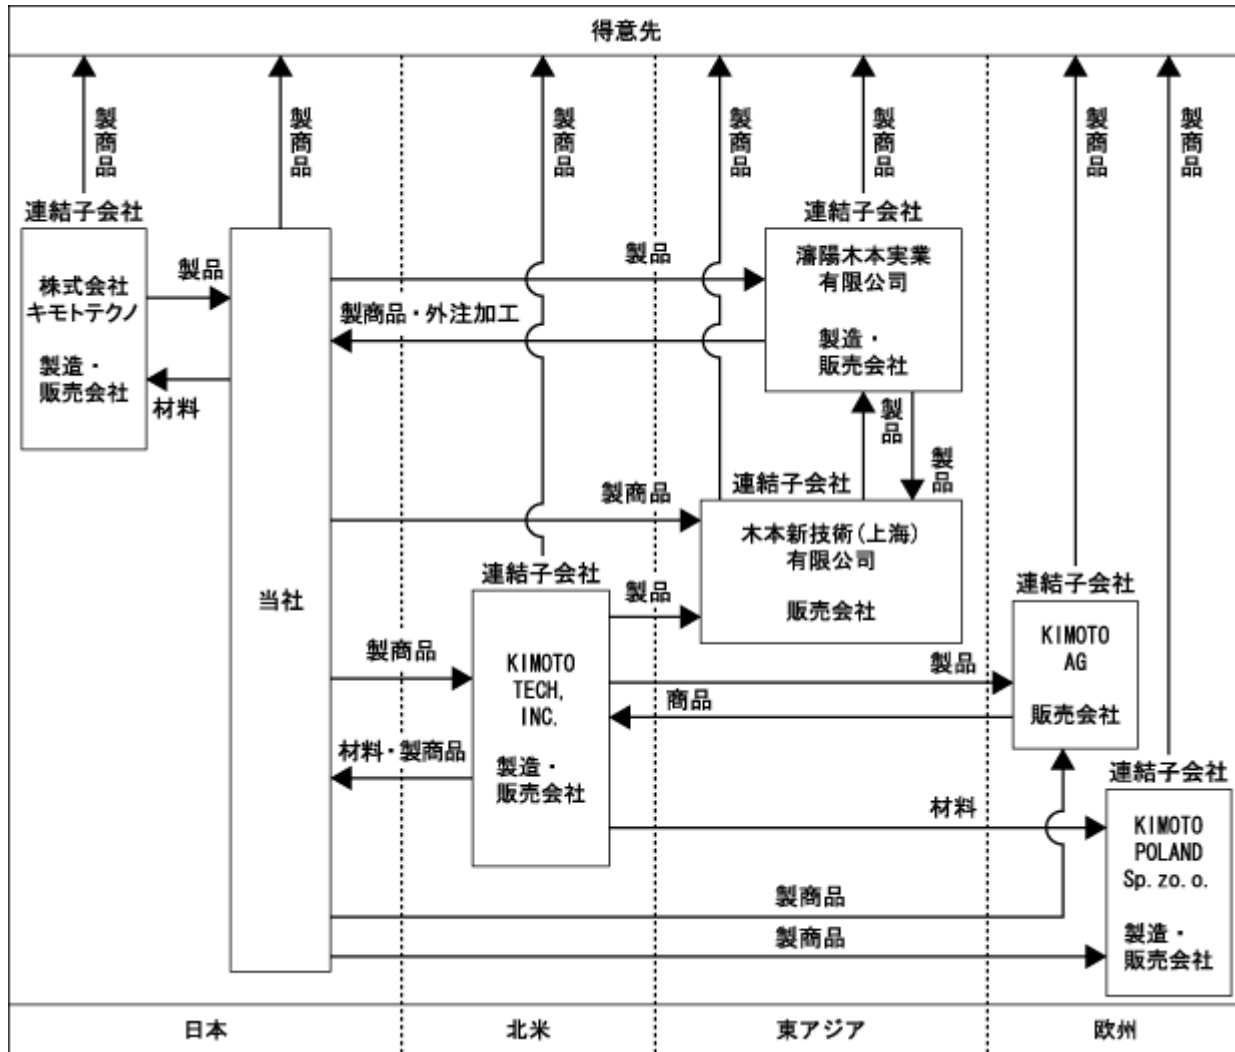 得意先
製商品
製商品
製商品
製商品
製商品
製商品
製商品
連結子会社
株式会社
キモトテクノ
製造・
販売会社
製品
材料
当社
製品
製商品・外注加工
連結子会社
瀋陽木本実業
有限公司
製造・
販売会社
製品
製品
製商品
連結子会社
木本新技術(上海)
有限公司
販売会社
連結子会社
KIMOTO
TECH,
INC.
製造・
販売会社
製品
製商品
材料・製商品
製品
商品
連結子会社
KIMOTO
AG
販売会社
材料
連結子会社
KIMOTO
POLAND
Sp.zo.o.
製造・
販売会社
製商品
製商品
日本
北米
東アジア
欧州